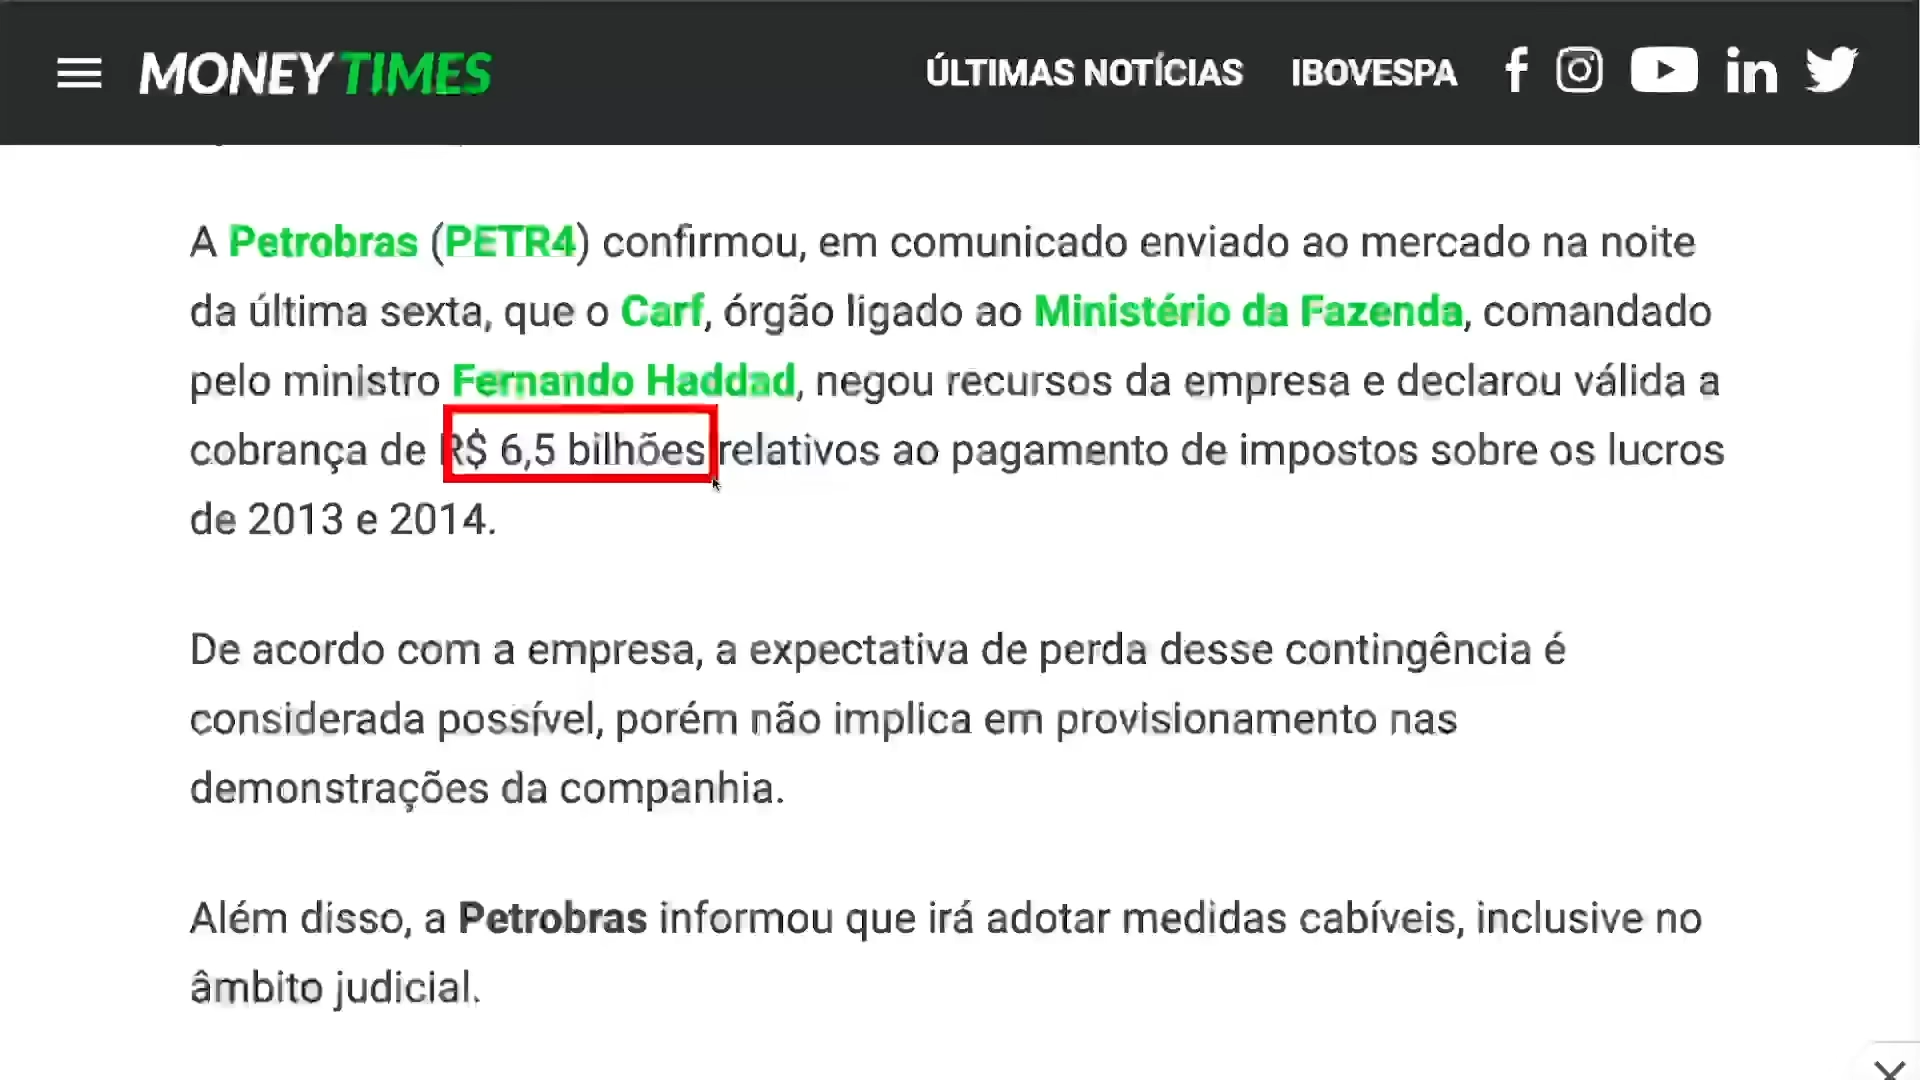 MONEY TIMES
ÚLTIMAS NOTÍCIAS IBOVESPA
A Petrobras (PETR4) confirmou, em comunicado enviado ao mercado na noite
da última sexta, que o Carf, órgão ligado ao Ministério da Fazenda, comandado
pelo ministro Fernando Haddad, negou recursos da empresa e declarou válida a
cobrança de R$ 6,5 bilhões relativos ao pagamento de impostos sobre os lucros
de 2013 e 2014.
De acordo com a empresa, a expectativa de perda desse contingência é
considerada possível, porém não implica em provisionamento nas
demonstrações da companhia.
Além disso, a Petrobras informou que irá adotar medidas cabíveis, inclusive no
âmbito judicial.